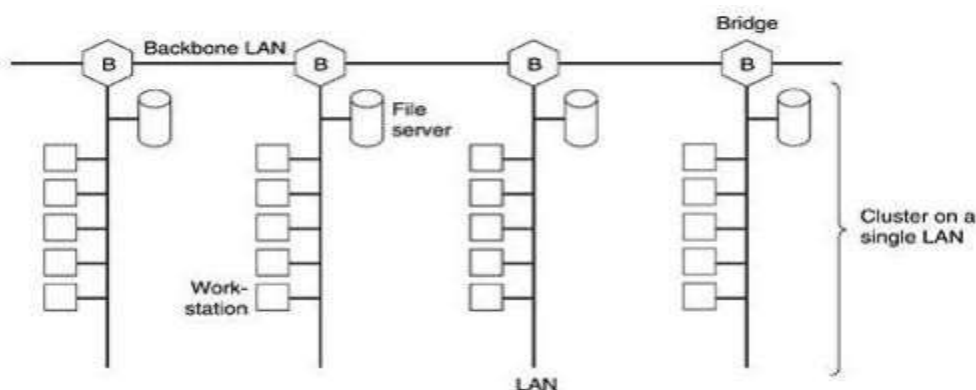 Bridge
Backbone LAN
B
B
B
B
File
server
Cluster on a
single LAN
Work-
station
LAN